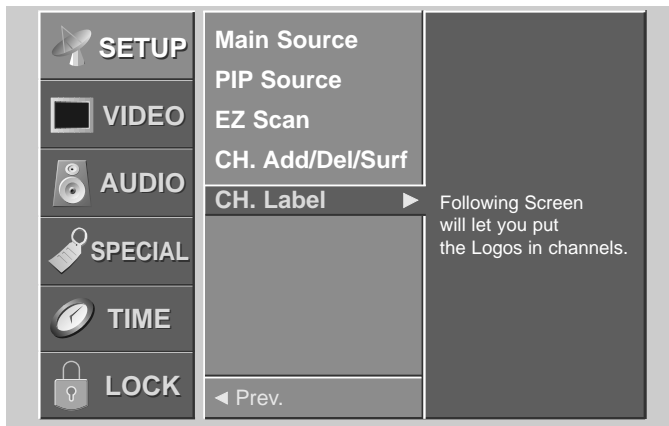 SETUP
VIDEO
AUDIO
SPECIAL
TIME
LOCK
Main Source
PIP Source
EZ Scan
CH. Add/Del/Surf
CH. Label ►
◄ Prev.
Following Screen
will let you put
the Logos in channels.